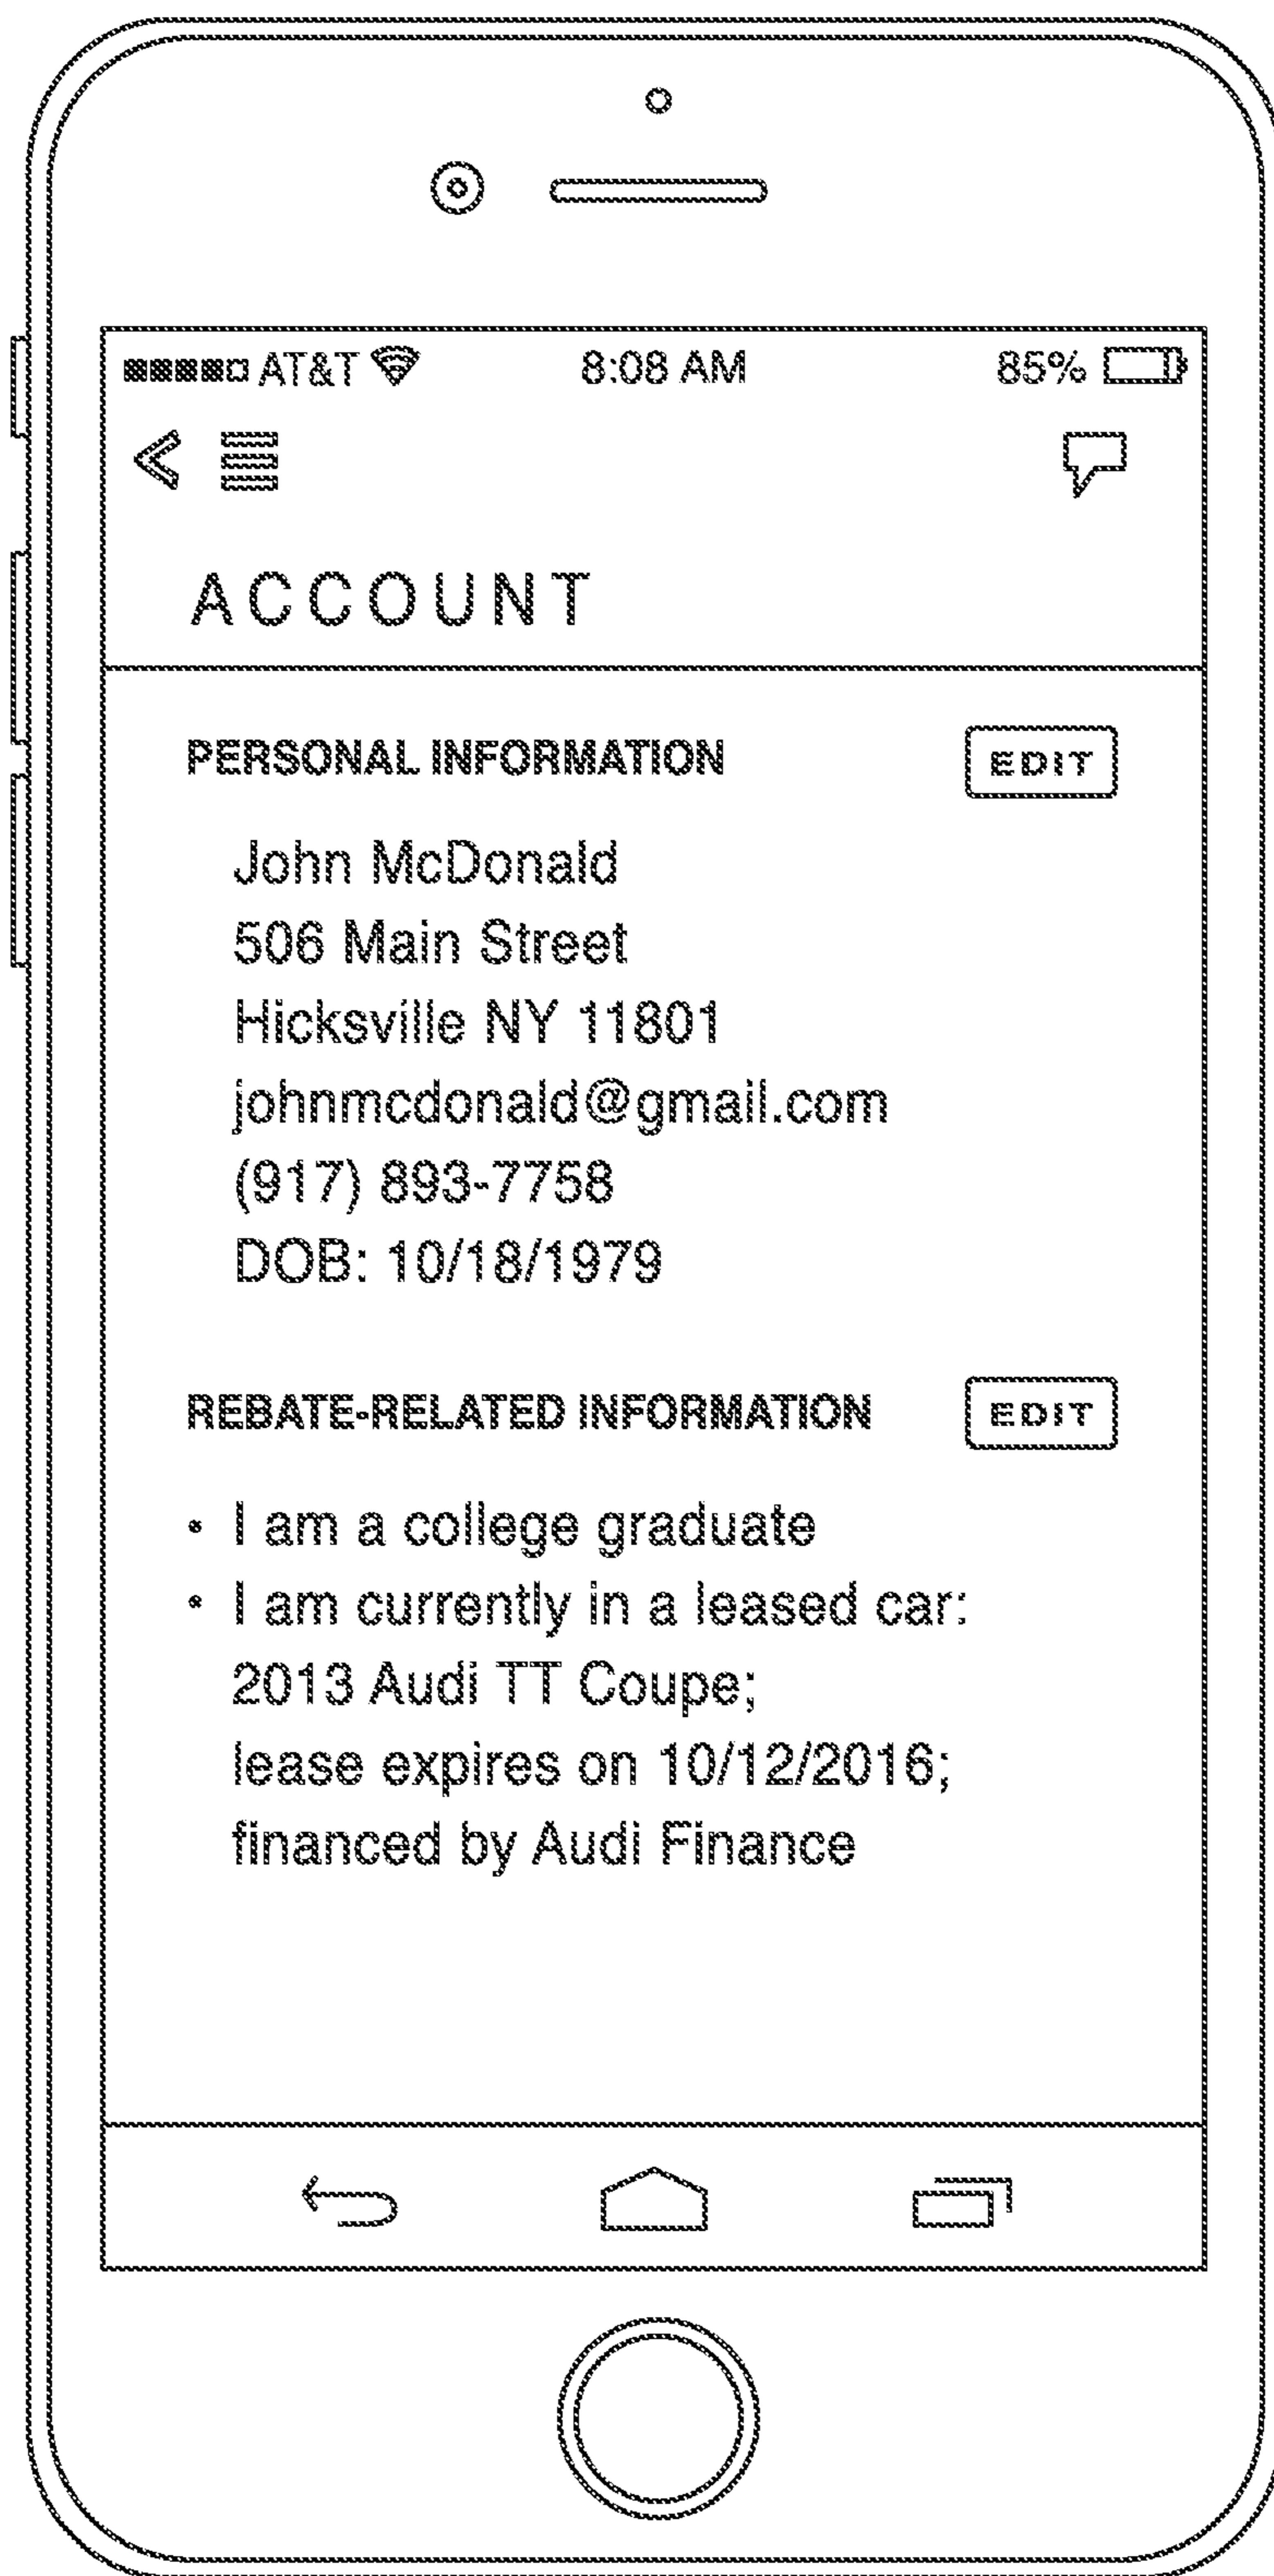 AT&T 8:08 AM 85%
ACCOUNT
PERSONAL INFORMATION EDIT
John McDonald
506 Main Street
Hicksville NY 11801
johnmcdonald@gmail.com
(917) 893-7758
DOB: 10/18/1979
REBATE-RELATED INFORMATION EDIT
• I am a college graduate
• I am currently in a leased car:
2013 Audi TT Coupe;
lease expires on 10/12/2016;
financed by Audi Finance